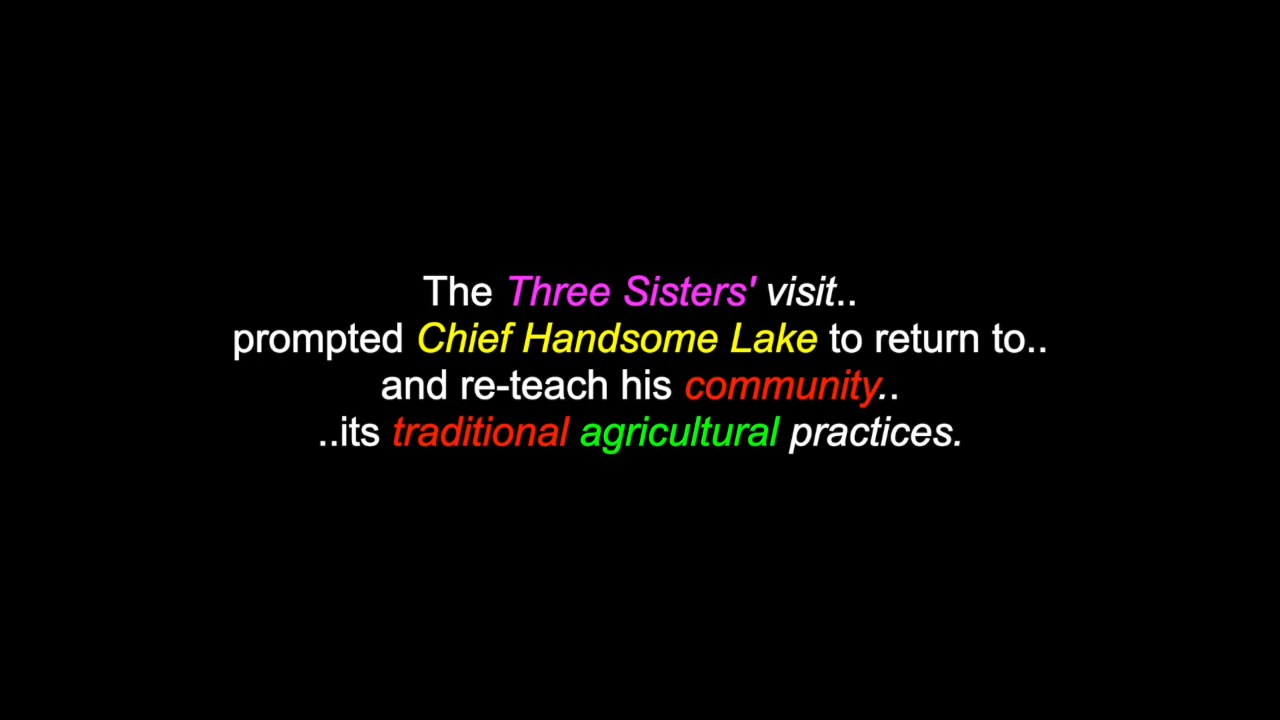 The Three Sisters' visit..
prompted Chief Handsome Lake to return to..
and re-teach his community..
..its traditional agricultural practices.